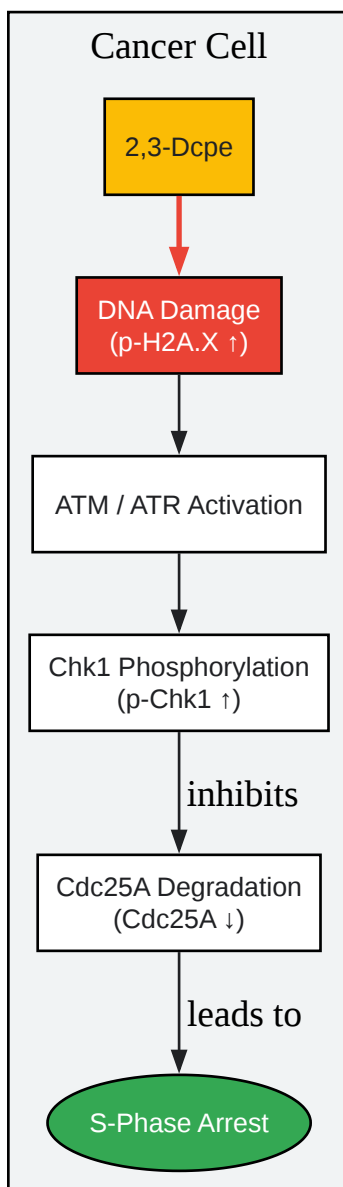 Cancer Cell
2,3-Dcpe
DNA Damage
(p-H2A.X ↑)
ATM / ATR Activation
Chk1 Phosphorylation
(p-Chk1 ↑)
inhibits
Cdc25A Degradation
(Cdc25A ↓)
leads to
S-Phase Arrest